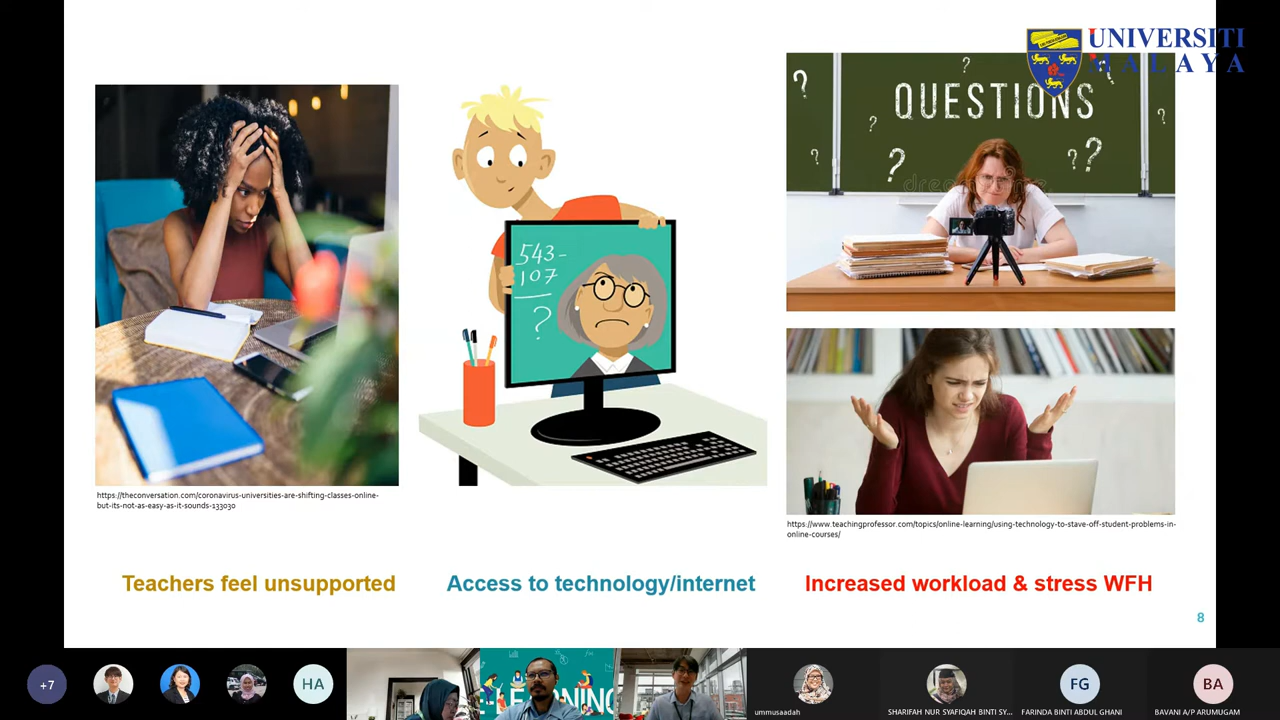 UNIVERSITI
MALAYA
QUESTIONS
? ? ? ? ? ? ? ? ?
543-
107
?
https://theconversation.com/coronavirus-universities-are-shifting-classes-online-
but-its-not-as-easy-as-it-sounds-133030
https://www.teachingprofessor.com/topics/online-learning/using-technology-to-stave-off-student-problems-in-
online-courses/
Teachers feel unsupported
Access to technology/internet
Increased workload & stress WFH
8
+7
HA
ummusaadah
SHARIFAH NUR SYAFIQAH BINTI SY...
FG
FARINDA BINTI ABDUL GHANI
BA
BAVANI A/P ARUMUGAM